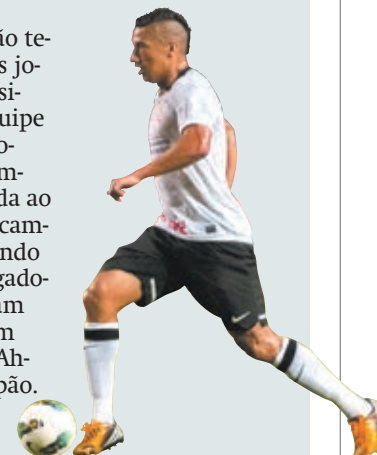 ão te-
s jo-
si-
uipe
o-
m-
da ao
cam-
ndo
gado-
am
m
Ah-
pão.